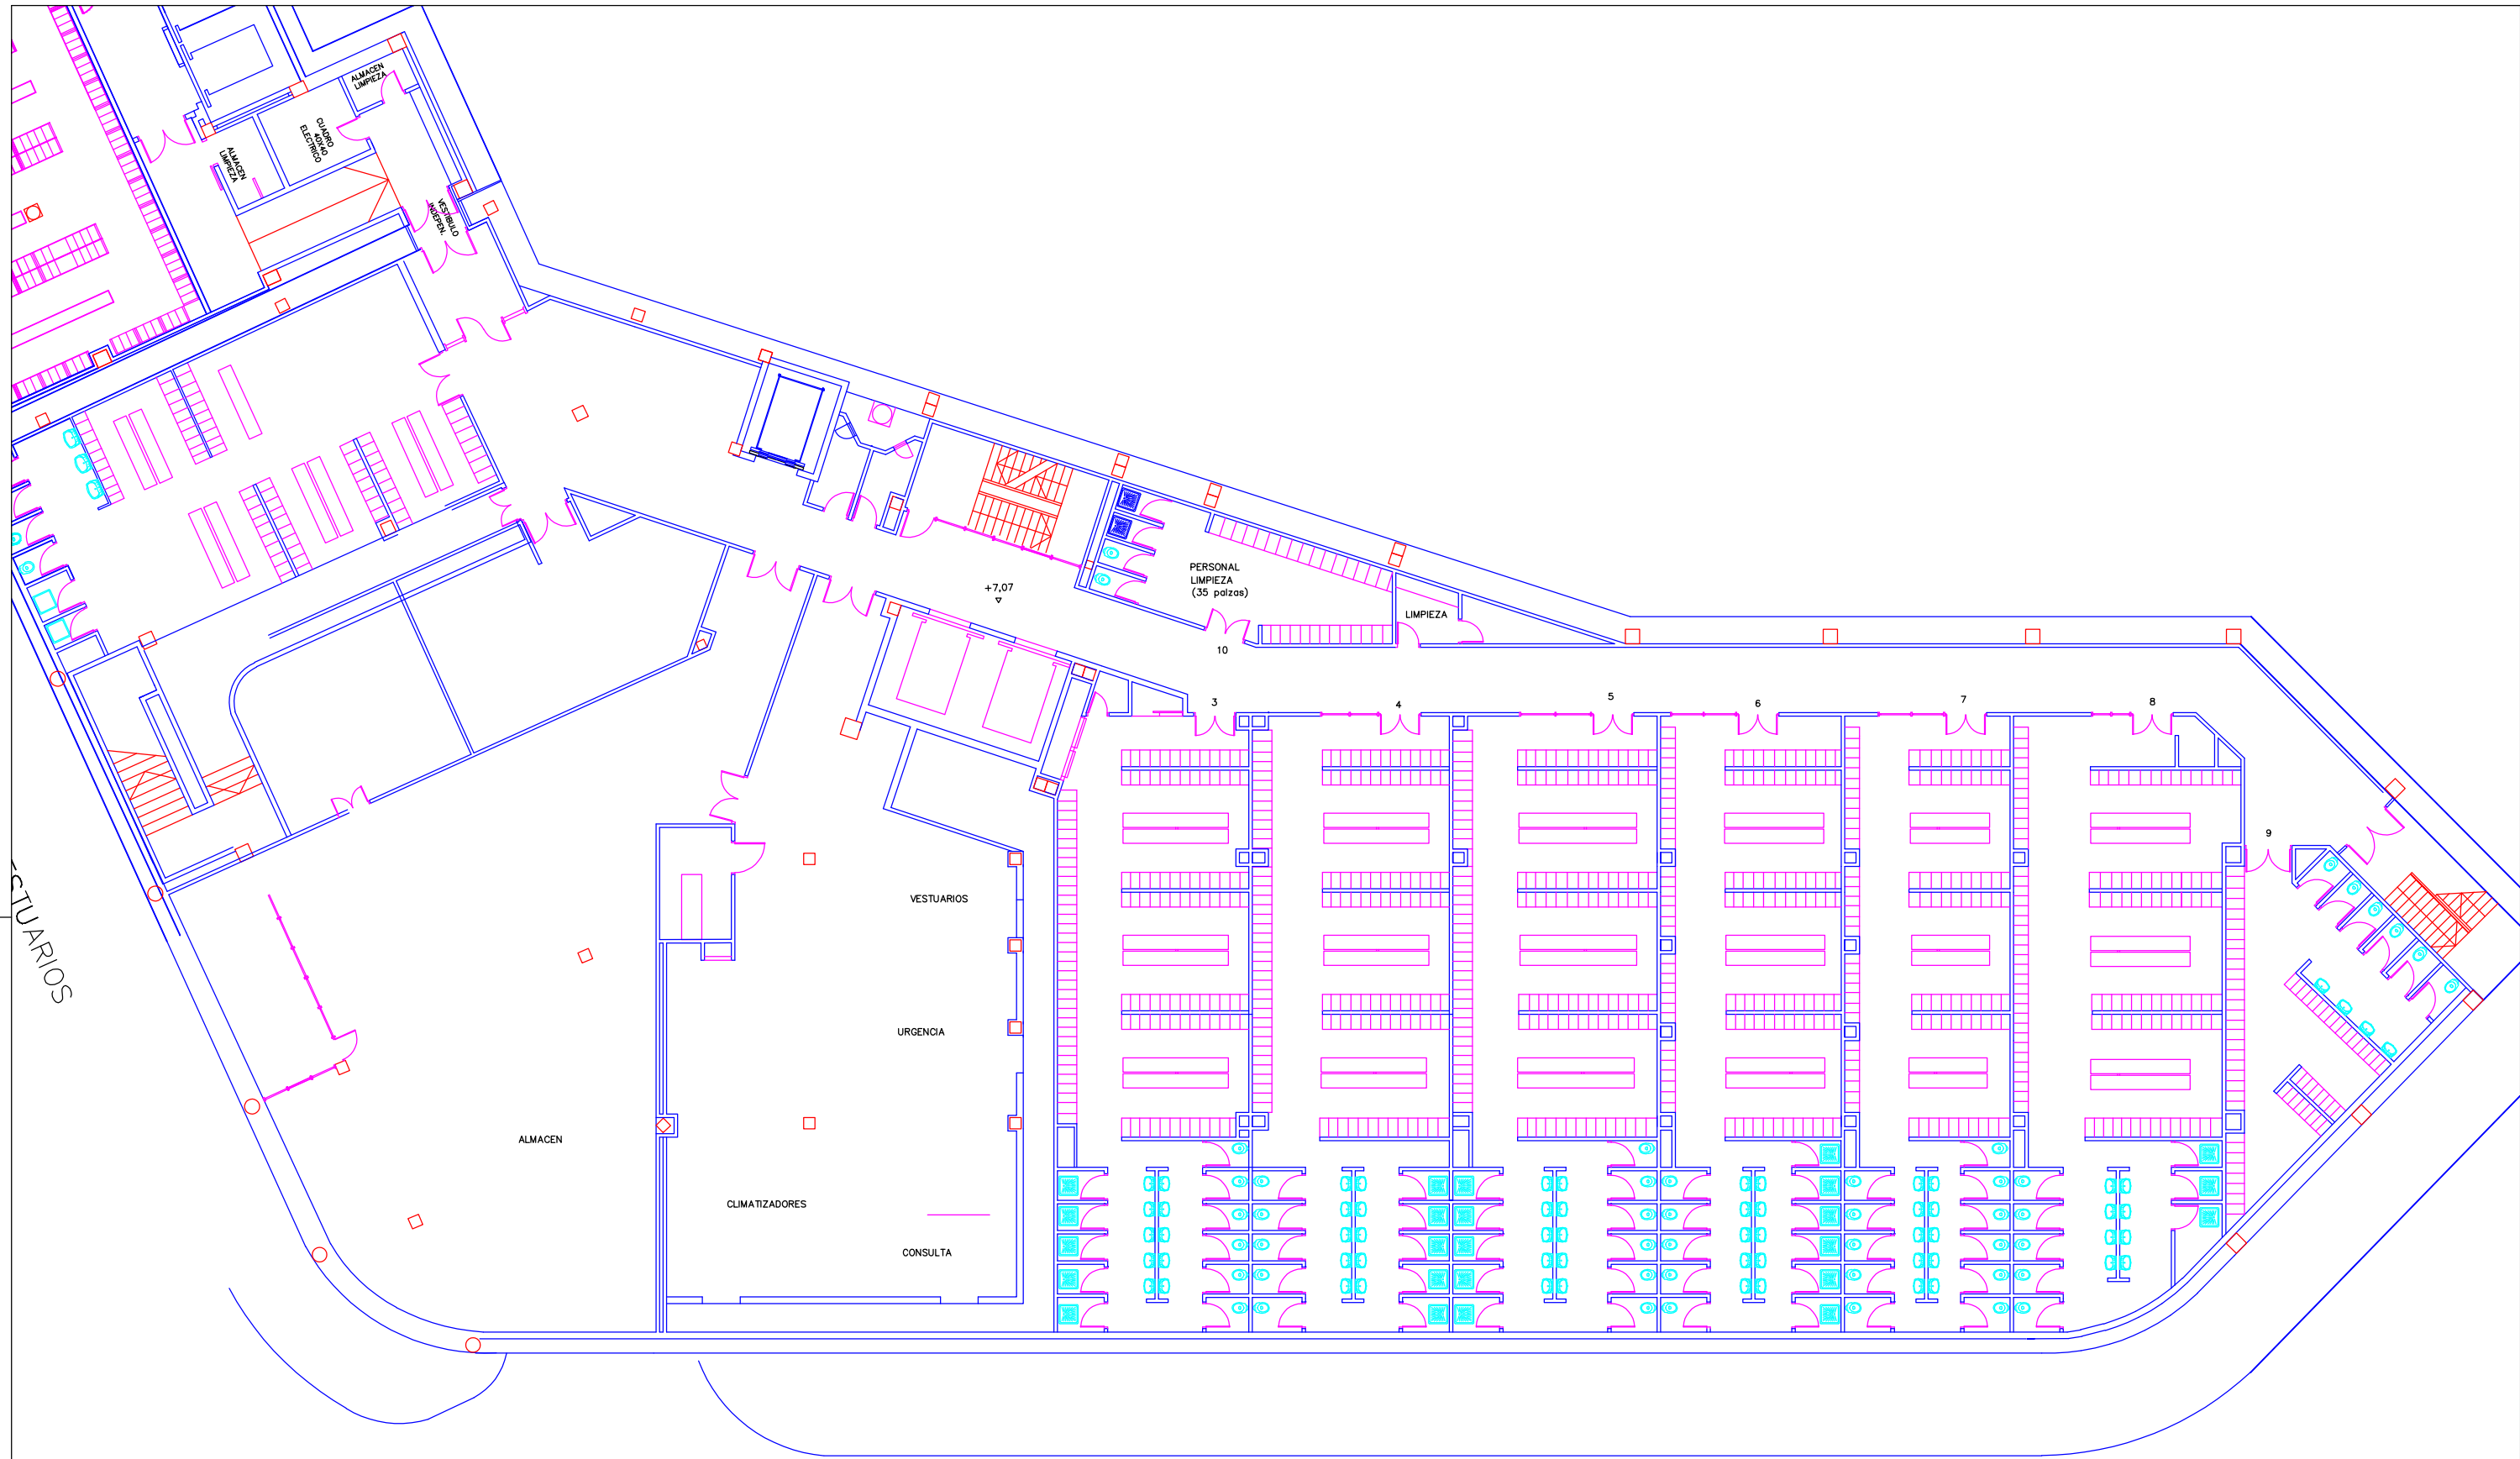 ALMACEN
LIMPIEZA
CUADRO
40X40
ELECTRICO
ALMACEN
LIMPIEZA
VESTIBULO
INDEPEN.
+7,07
PERSONAL
LIMPIEZA
(35 palzas)
LIMPIEZA
10
3
4
5
6
7
8
9
VESTUARIOS
URGENCIA
ALMACEN
CLIMATIZADORES
CONSULTA
STUARIOS